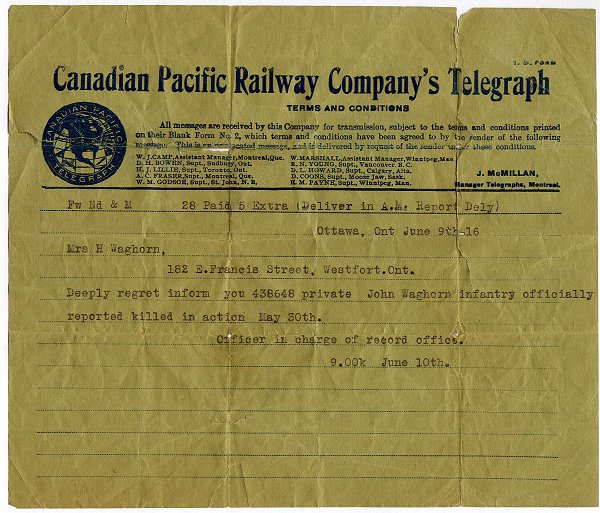 T. D. FORM
Canadian Pacific Railway Company's Telegraph
TERMS AND CONDITIONS
All messages are received by this Company for transmission, subject to the terms and conditions printed
on their Blank Form No. 2, which terms and conditions have been agreed to by the sender of the following
message. This is an unrepeated message, and is delivered by request of the sender under these conditions.
CANADIAN PACIFIC
TELEGRAPH
W. J. CAMP, Assistant Manager, Montreal, Que.
D. H. BOWEN, Supt., Sudbury, Ont.
H. J. LILLIE, Supt., Toronto, Ont.
A. C. FRASER, Supt., Montreal, Que.
W. M. GODSOE, Supt., St. John, N. B.
W. MARSHALL, Assistant Manager, Winnipeg, Man
R. N. YOUNG, Supt., Vancouver, B. C.
D. L. HOWARD, Supt., Calgary, Alta.
D. COONS, Supt., Moose Jaw, Sask.
E. M. PAYNE, Supt., Winnipeg, Man.
J. McMILLAN,
Manager Telegraphs, Montreal.
Fw Nd & M 28 Paid 5 Extra (Deliver in A.M. Report Dely)
Ottawa, Ont June 9th-16
Mrs H Waghorn,
182 E.Francis Street, Westfort.Ont.
Deeply regret inform you 438648 private John Waghorn infantry officially
reported killed in action May 30th.
Officer in charge of record office.
9.00k June 10th.